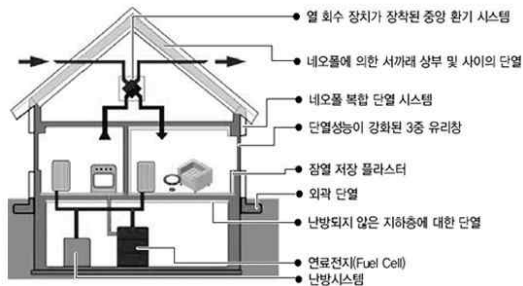 열 회수 장치가 장착된 중앙 환기 시스템
네오폴에 의한 서까래 상부 및 사이의 단열
네오폴 복합 단열 시스템
단열성능이 강화된 3중 유리창
잠열 저장 플라스터
외곽 단열
난방되지 않은 지하층에 대한 단열
연료전지(Fuel Cell)
난방시스템